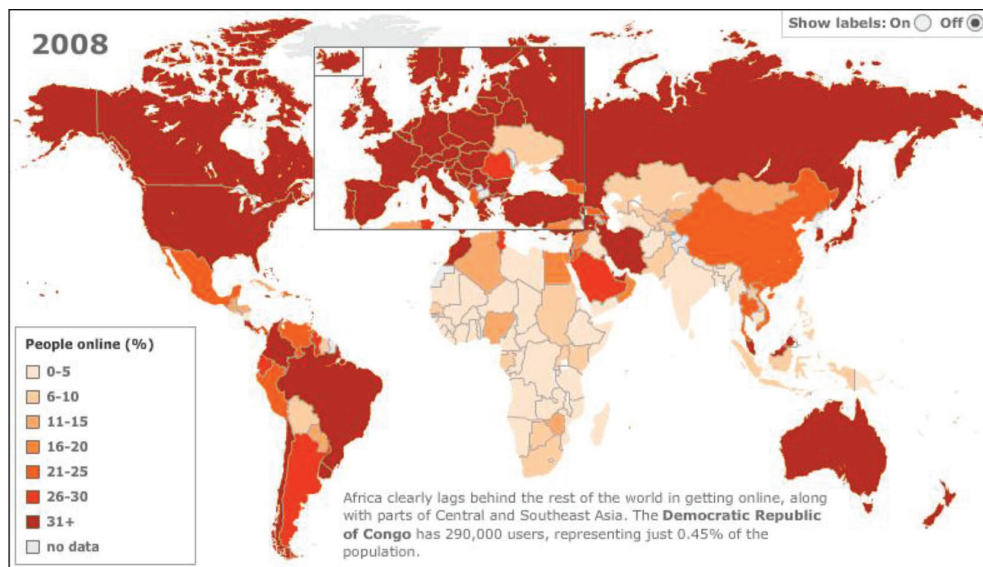 2008
Show labels: On Off
People online (%)
0-5
6-10
11-15
16-20
21-25
26-30
31+
no data
Africa clearly lags behind the rest of the world in getting online, along
with parts of Central and Southeast Asia. The Democratic Republic
of Congo has 290,000 users, representing just 0.45% of the
population.